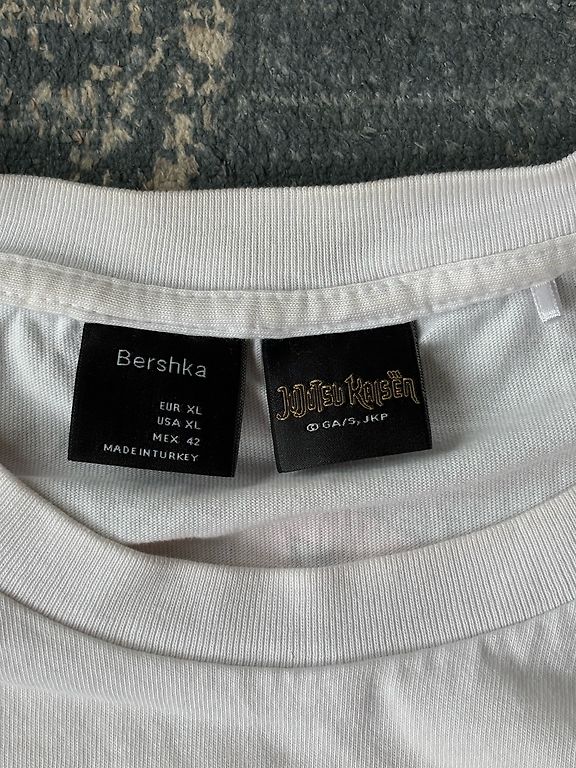 Bershka
EUR XL
USA XL
MEX 42
MADE IN TURKEY
JUJUTSU KAISEN
© GA/S, JKP